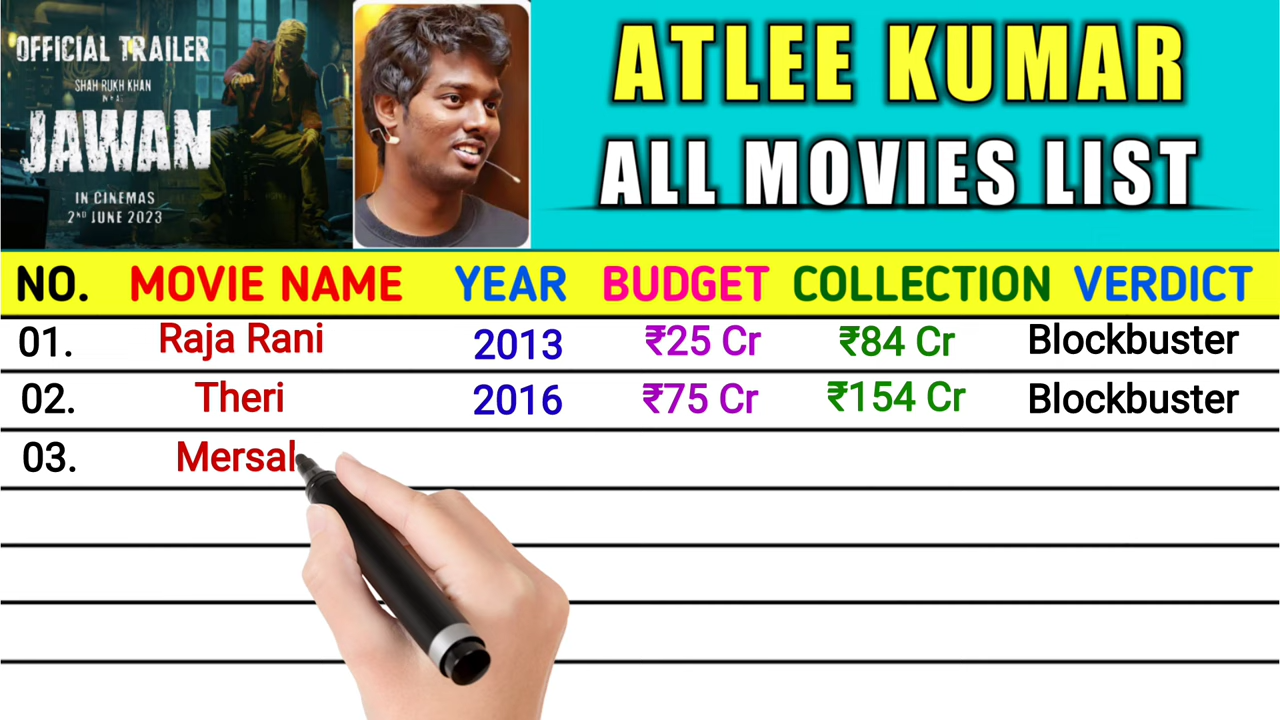 OFFICIAL TRAILER
SHAH RUKH KHAN
JAWAN
IN CINEMAS
2ND JUNE 2023
ATLEE KUMAR
ALL MOVIES LIST
NO. MOVIE NAME YEAR BUDGET COLLECTION VERDICT
01. Raja Rani 2013 ₹25 Cr ₹84 Cr Blockbuster
02. Theri 2016 ₹75 Cr ₹154 Cr Blockbuster
03. Mersal